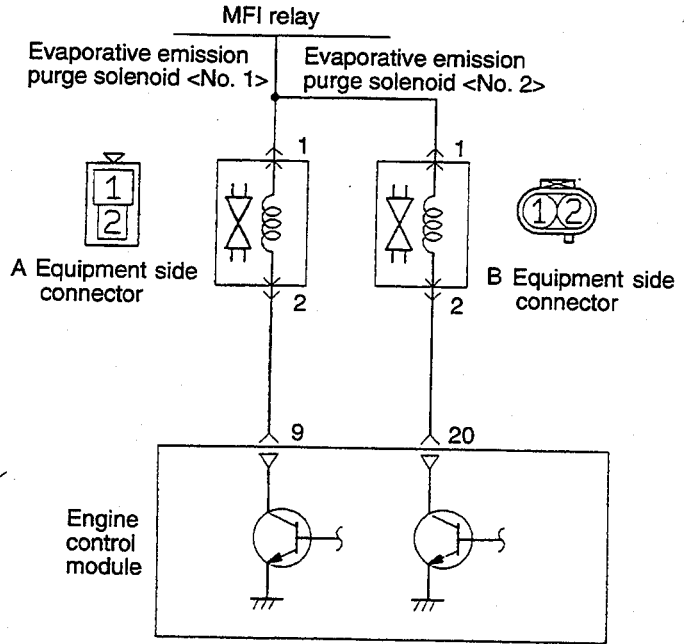 MFI relay
Evaporative emission
purge solenoid <No. 1>
Evaporative emission
purge solenoid <No. 2>
1
1
1
2
1 2
A Equipment side
connector
B Equipment side
connector
2
2
9
20
Engine
control
module